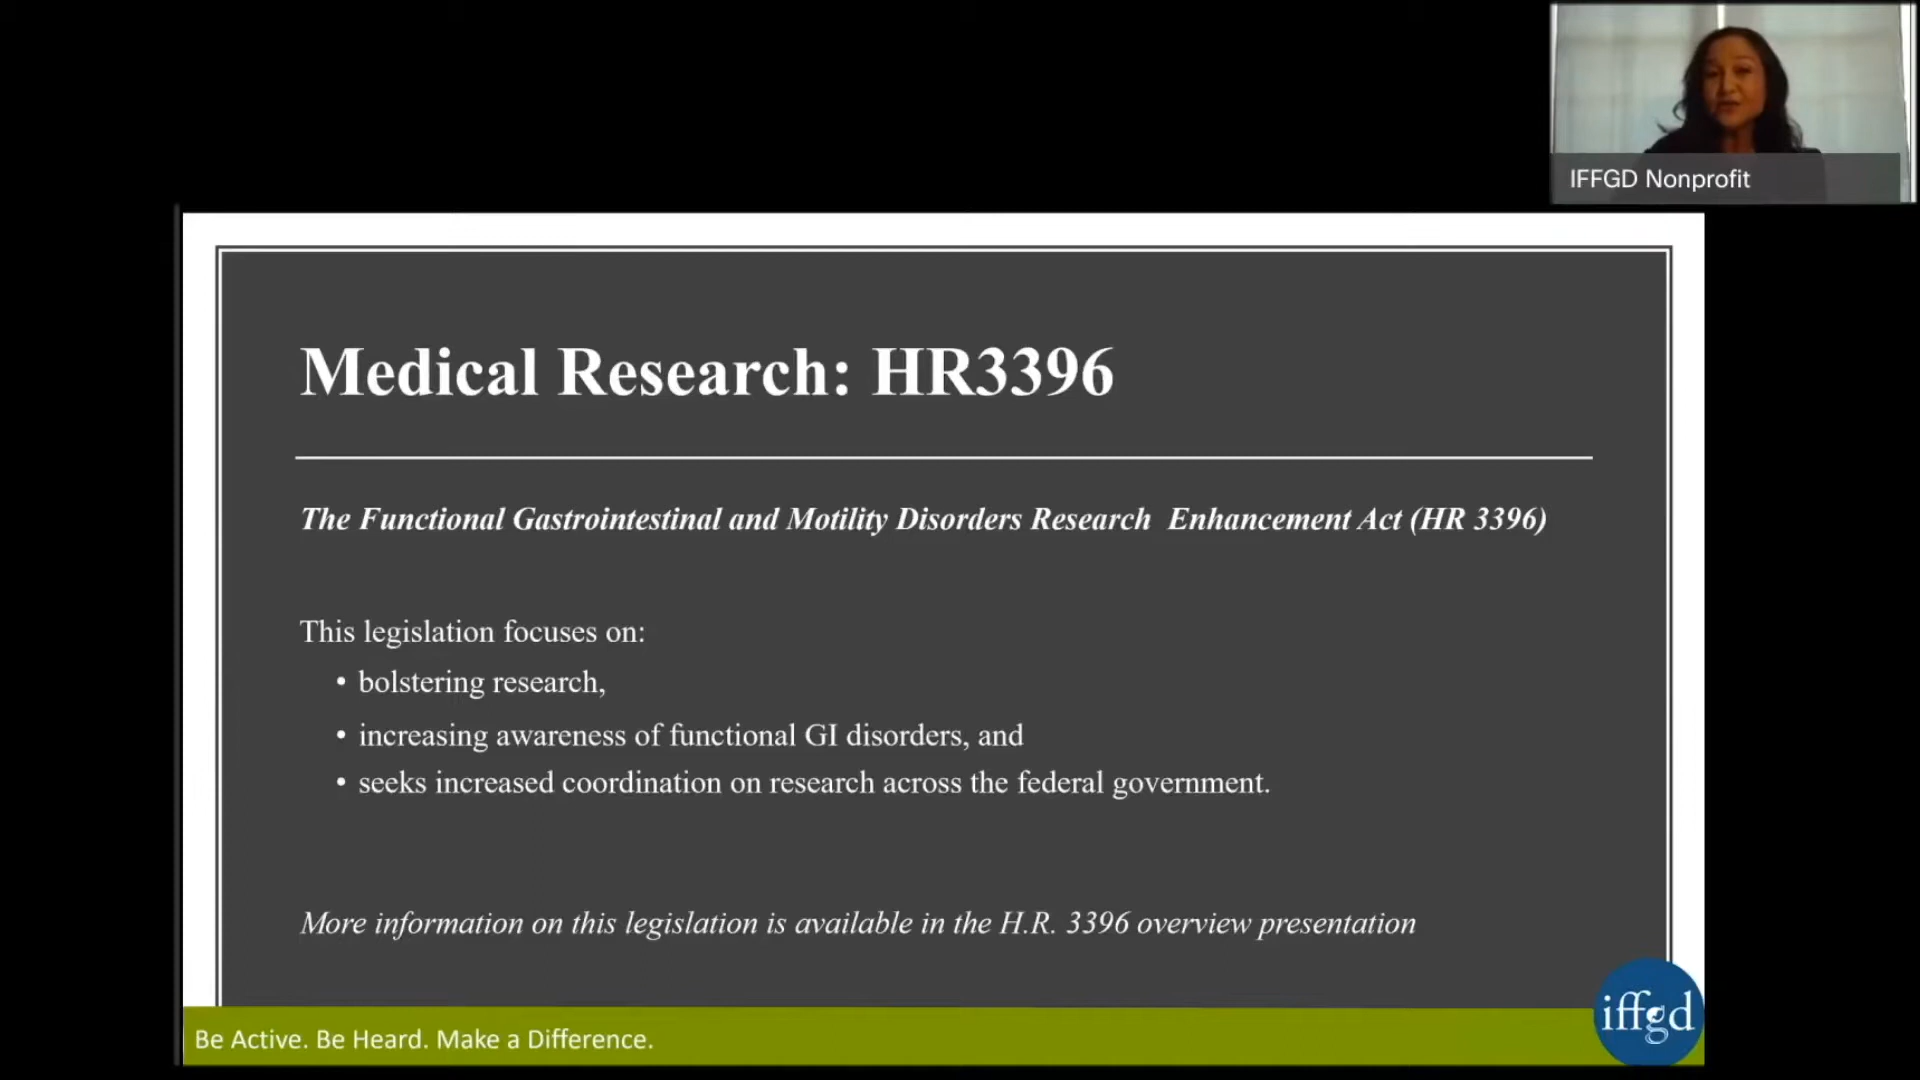 IFFGD Nonprofit
Medical Research: HR3396
The Functional Gastrointestinal and Motility Disorders Research Enhancement Act (HR 3396)
This legislation focuses on:
• bolstering research,
• increasing awareness of functional GI disorders, and
• seeks increased coordination on research across the federal government.
More information on this legislation is available in the H.R. 3396 overview presentation
Be Active. Be Heard. Make a Difference.
iffgd